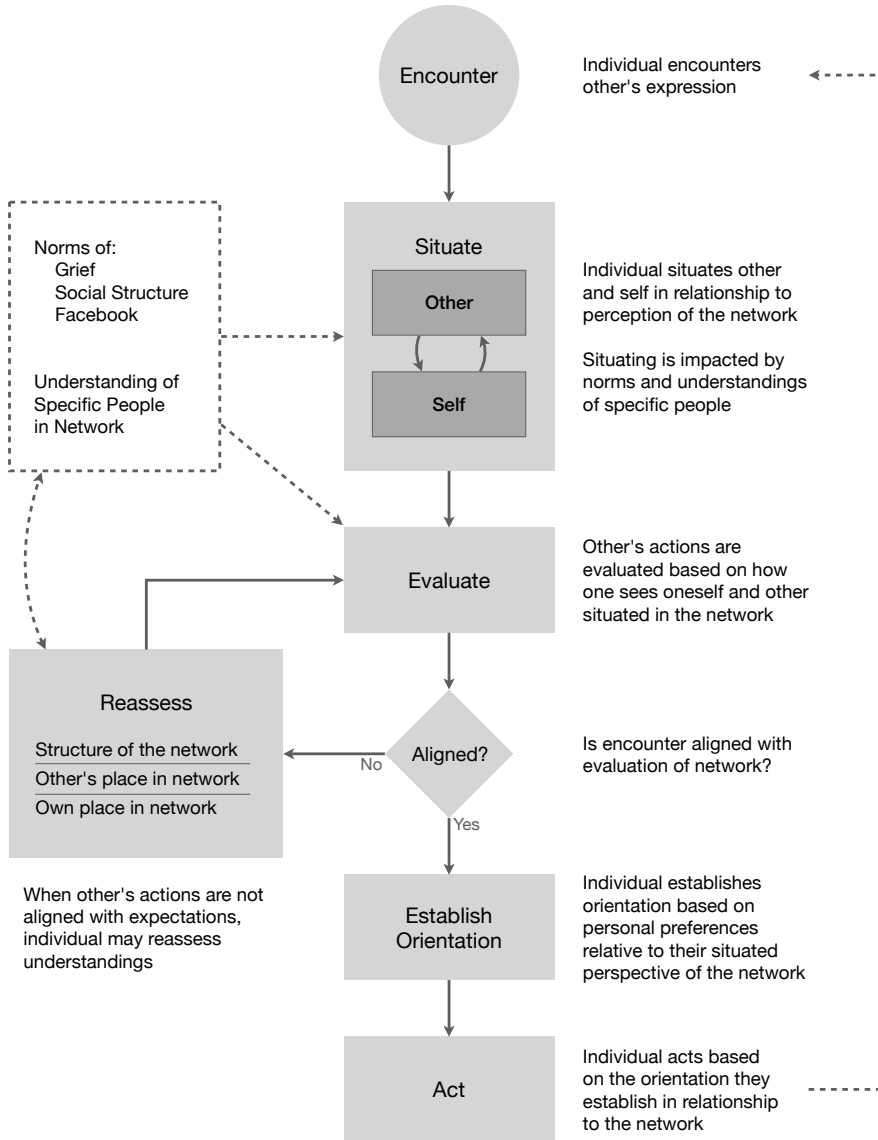 Encounter
Individual encounters
other's expression
Norms of:
Grief
Social Structure
Facebook
Understanding of
Specific People
in Network
Situate
Other
Self
Individual situates other
and self in relationship to
perception of the network
Situating is impacted by
norms and understandings
of specific people
Evaluate
Other's actions are
evaluated based on how
one sees oneself and other
situated in the network
Reassess
Structure of the network
Other's place in network
Own place in network
No
Aligned?
Yes
Is encounter aligned with
evaluation of network?
When other's actions are not
aligned with expectations,
individual may reassess
understandings
Establish
Orientation
Individual establishes
orientation based on
personal preferences
relative to their situated
perspective of the network
Act
Individual acts based
on the orientation they
establish in relationship
to the network